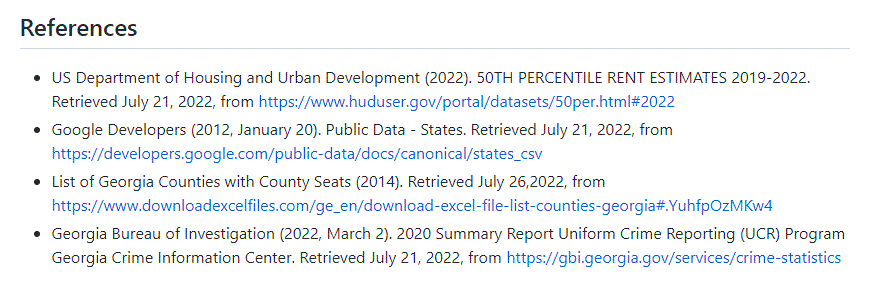 References
US Department of Housing and Urban Development (2022). 50TH PERCENTILE RENT ESTIMATES 2019-2022.
Retrieved July 21, 2022, from https://www.huduser.gov/portal/datasets/50per.html#2022
Google Developers (2012, January 20). Public Data - States. Retrieved July 21, 2022, from
https://developers.google.com/public-data/docs/canonical/states_csv
List of Georgia Counties with County Seats (2014). Retrieved July 26,2022, from
https://www.downloadexcelfiles.com/ge_en/download-excel-file-list-counties-georgia#.YuhfpOzMKw4
Georgia Bureau of Investigation (2022, March 2). 2020 Summary Report Uniform Crime Reporting (UCR) Program
Georgia Crime Information Center. Retrieved July 21, 2022, from https://gbi.georgia.gov/services/crime-statistics